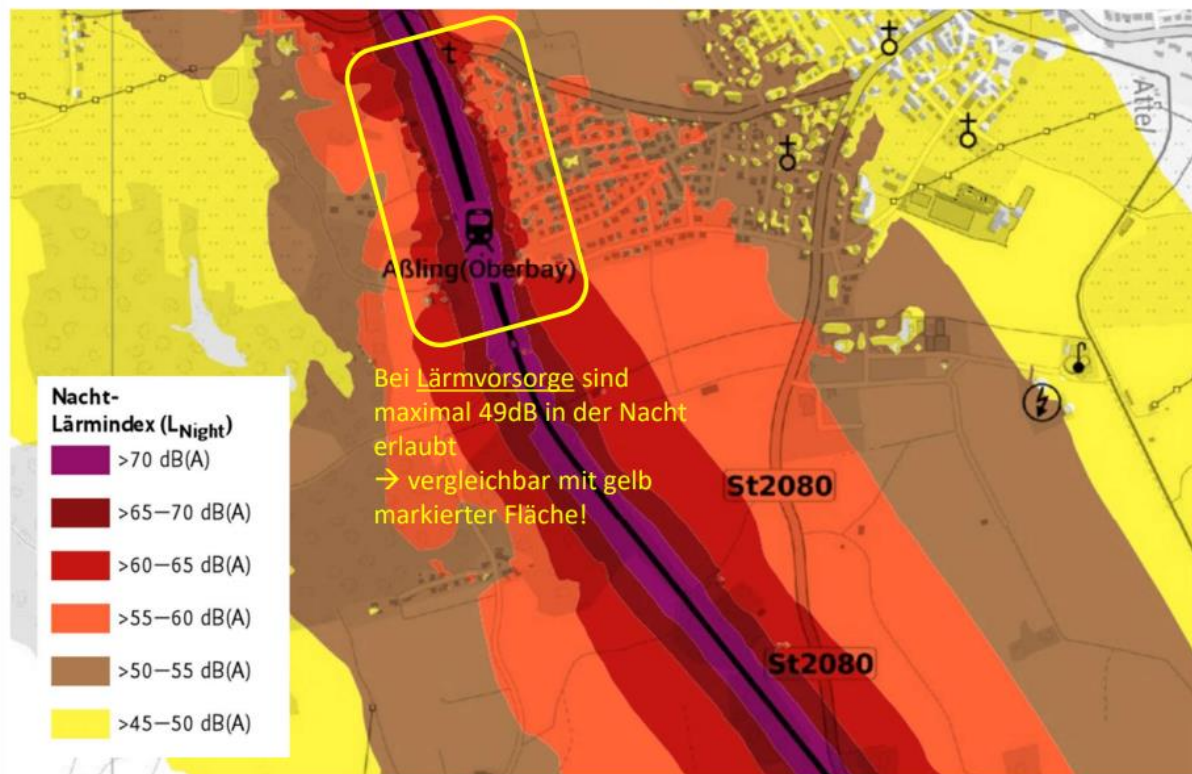 Attel
Aßling(Oberbay)
Bei Lärmvorsorge sind
maximal 49dB in der Nacht
erlaubt
→ vergleichbar mit gelb
markierter Fläche!
St2080
St2080
Nacht-
Lärmindex (LNight)
>70 dB(A)
>65—70 dB(A)
>60—65 dB(A)
>55—60 dB(A)
>50—55 dB(A)
>45—50 dB(A)